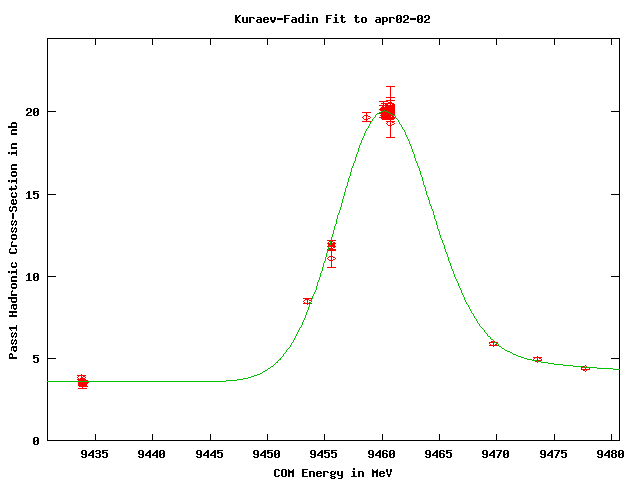 Kuraev-Fadin Fit to apr02-02
Pass1 Hadronic Cross-Section in nb
20
15
10
5
0
9435 9440 9445 9450 9455 9460 9465 9470 9475 9480
COM Energy in MeV